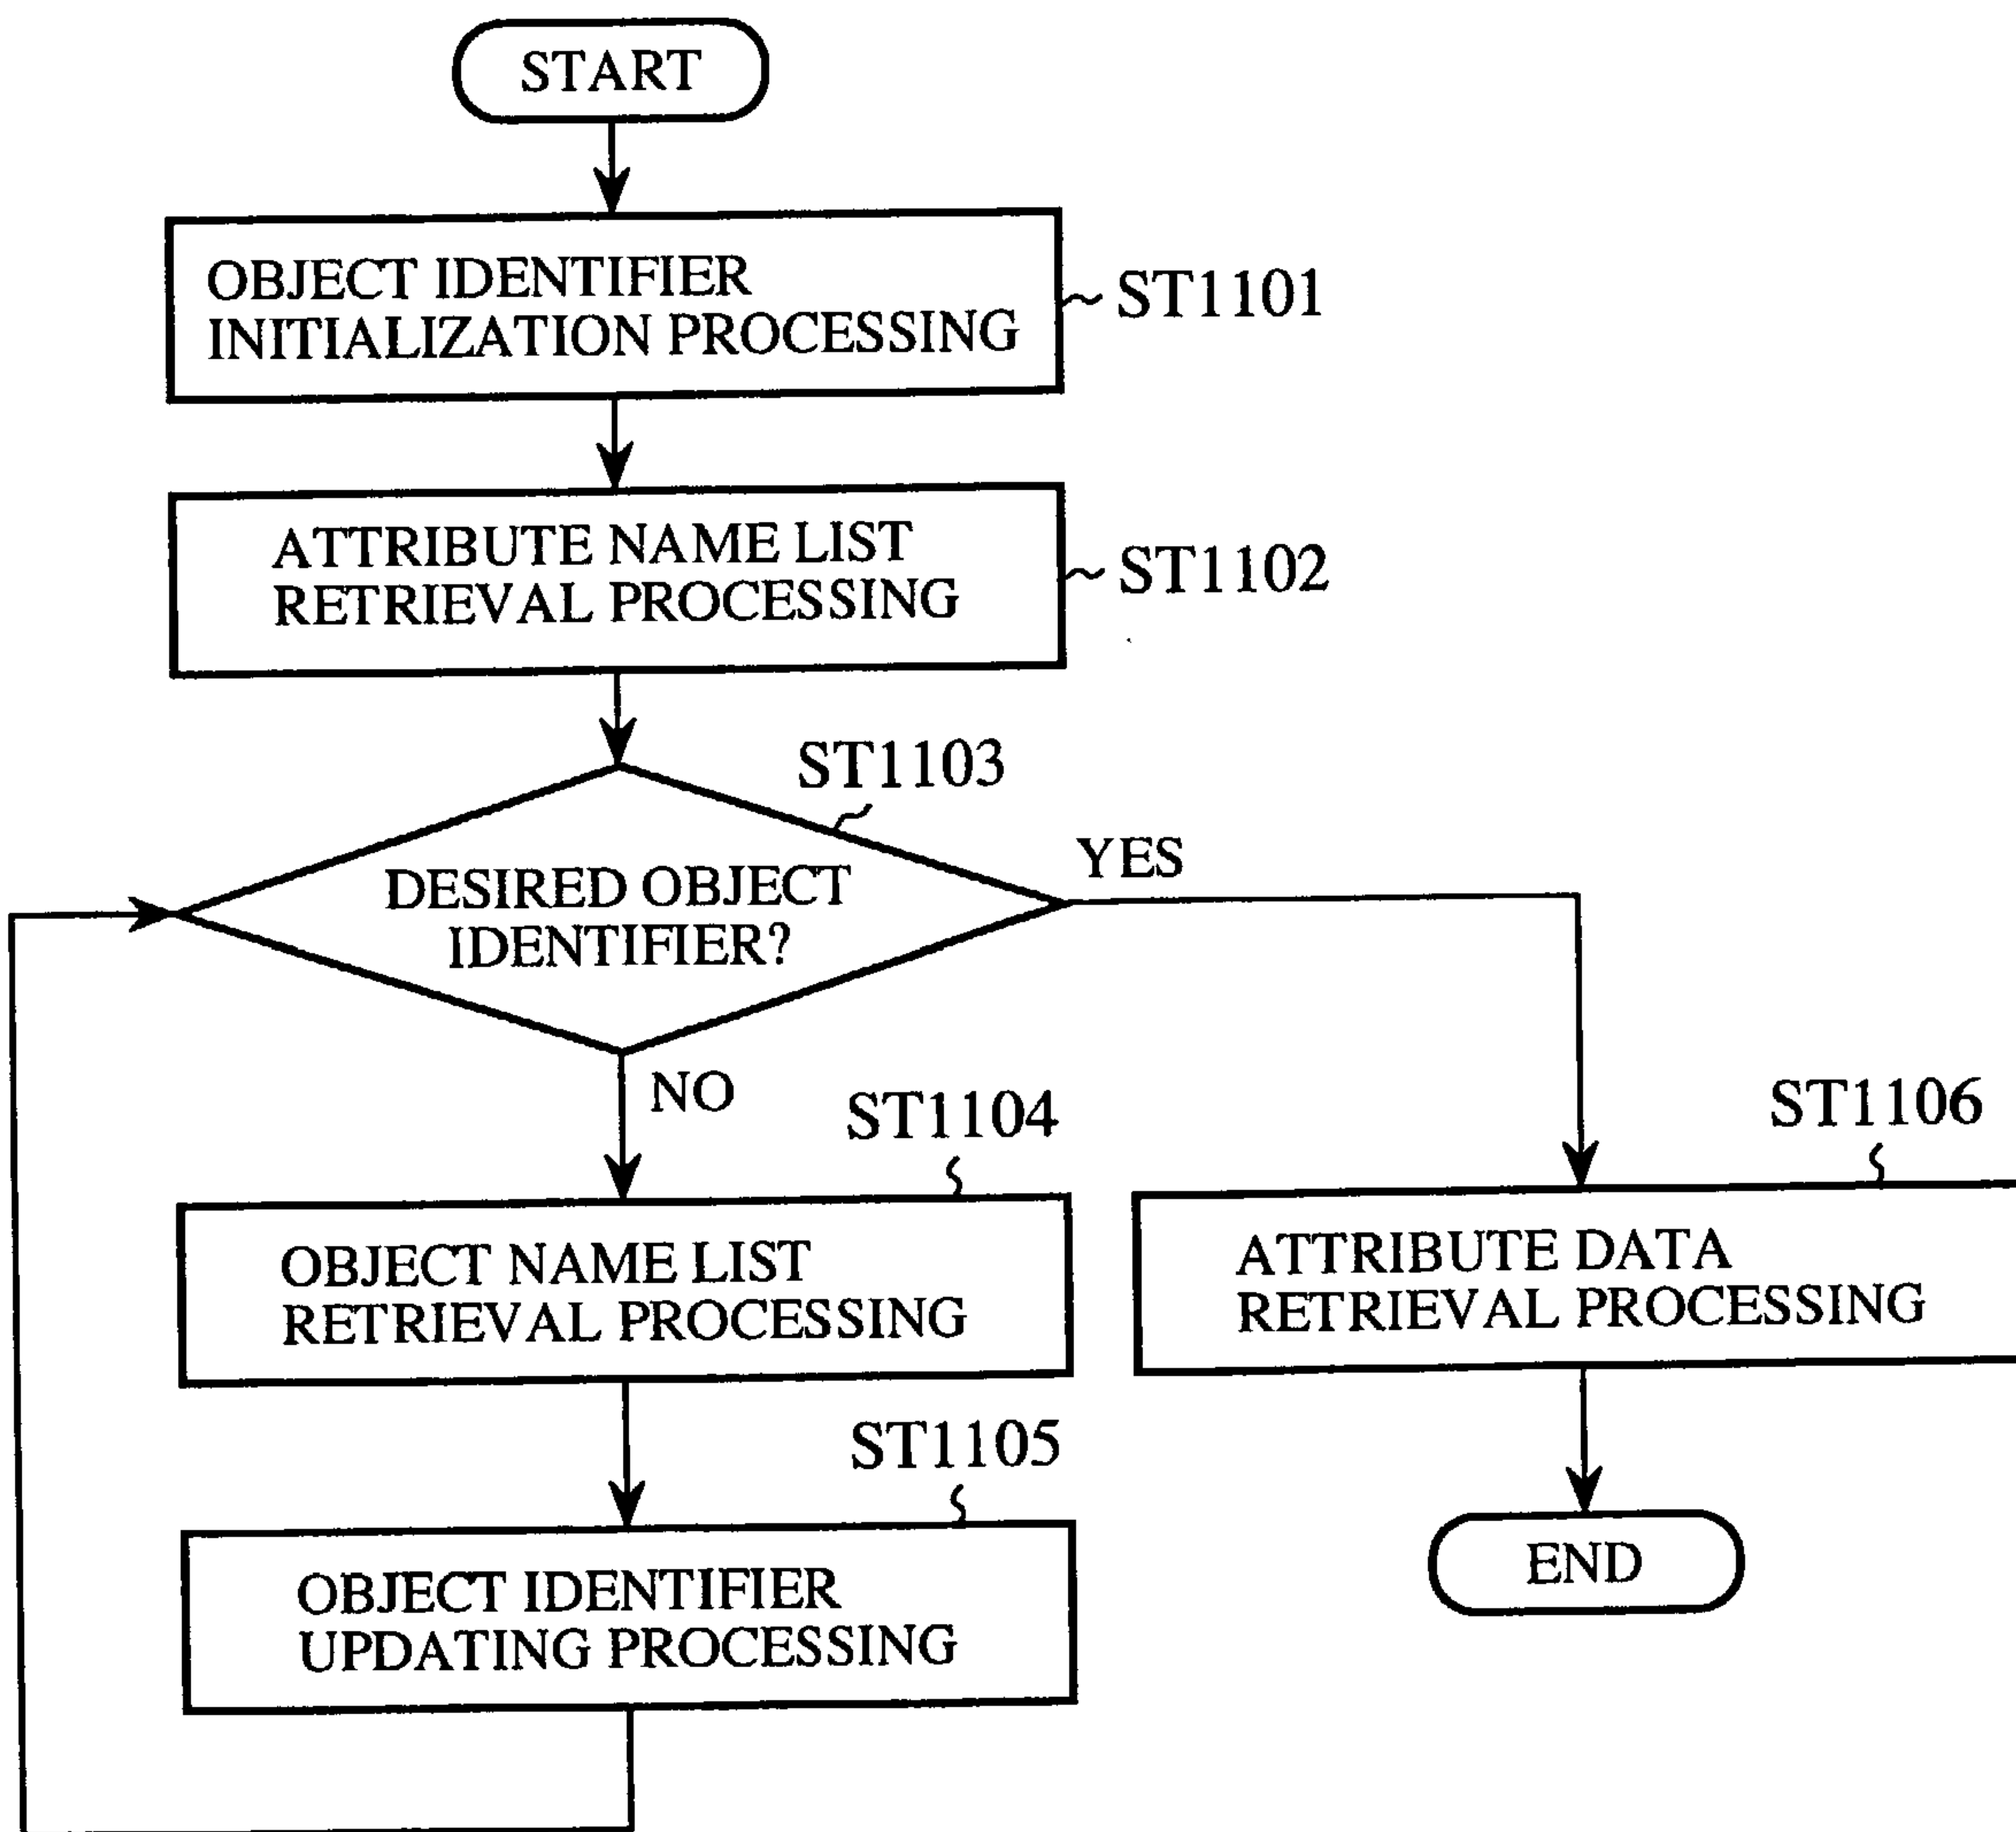 START
OBJECT IDENTIFIER
INITIALIZATION PROCESSING
ST1101
ATTRIBUTE NAME LIST
RETRIEVAL PROCESSING
ST1102
ST1103
DESIRED OBJECT
IDENTIFIER?
YES
NO
ST1104
OBJECT NAME LIST
RETRIEVAL PROCESSING
ST1106
ATTRIBUTE DATA
RETRIEVAL PROCESSING
ST1105
OBJECT IDENTIFIER
UPDATING PROCESSING
END